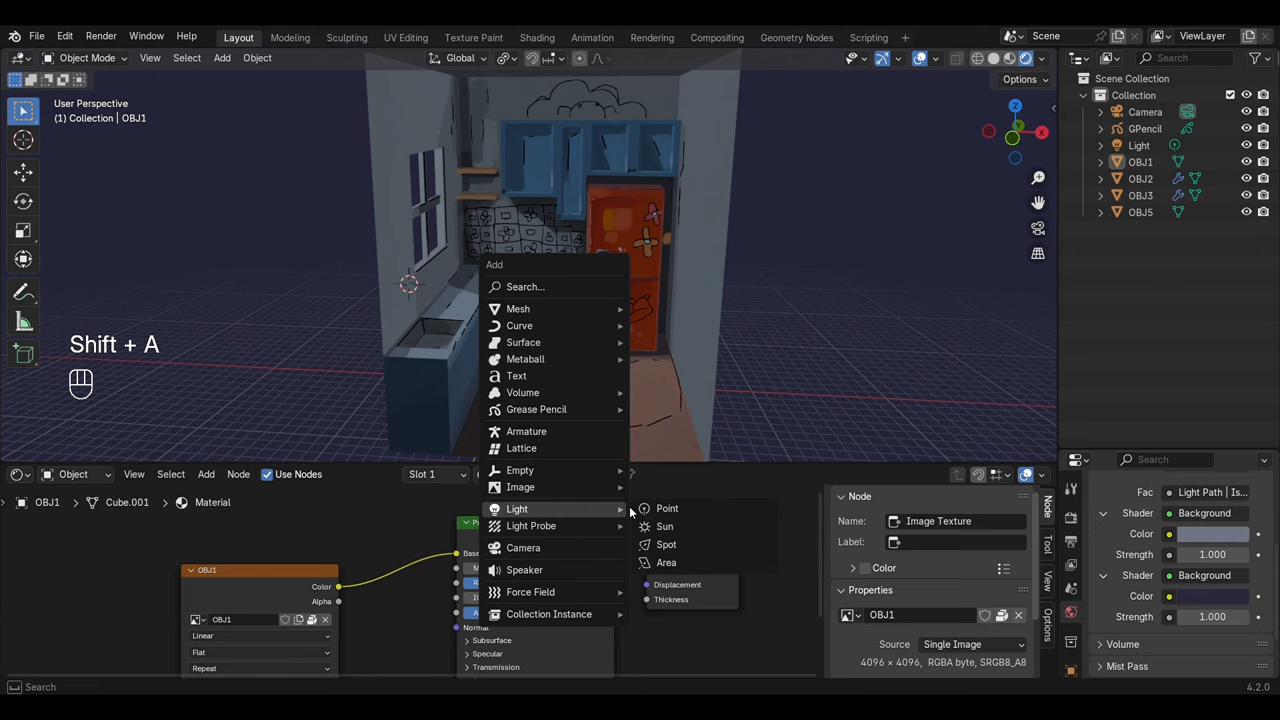 File Edit Render Window Help Layout Modeling Sculpting UV Editing Texture Paint Shading Animation Rendering Compositing Geometry Nodes Scripting + Scene ViewLayer
Object Mode View Select Add Object Global Search
Options
User Perspective
(1) Collection | OBJ1
Z
X
Scene Collection
Collection
Camera
GPencil
Light
OBJ1
OBJ2
OBJ3
OBJ5
Shift + A
Add
Search...
Mesh
Curve
Surface
Metaball
Text
Volume
Grease Pencil
Armature
Lattice
Empty
Image
Light
Light Probe
Camera
Speaker
Force Field
Collection Instance
Point
Sun
Spot
Area
Object View Select Add Node Use Nodes Slot 1
OBJ1 > Cube.001 > Material
OBJ1
Color
Alpha
OBJ1
Linear
Flat
Repeat
Normal
Subsurface
Specular
Transmission
Displacement
Thickness
Node
Name: Image Texture
Label:
Color
Properties
OBJ1
Source Single Image
4096 × 4096, RGBA byte, SRGB8_A8
Node
Tool
View
Options
Search
Fac Light Path | Is...
Background
Color
Strength 1.000
Background
Color
Strength 1.000
Volume
Mist Pass
Search
4.2.0